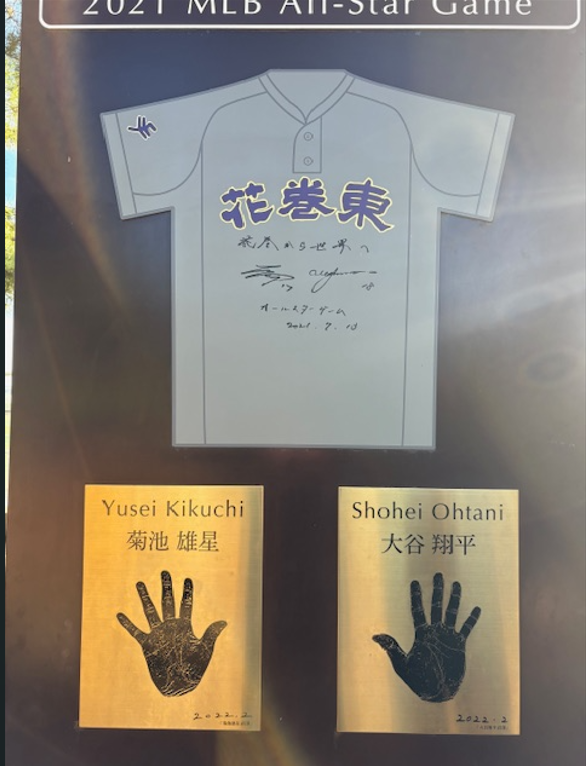 2021 MLB All-Star Game
花巻東
花巻から世界へ
17 18
オールスターゲーム
2021.7.13
Yusei Kikuchi
菊池 雄星
2022.2
Shohei Ohtani
大谷 翔平
2022.2